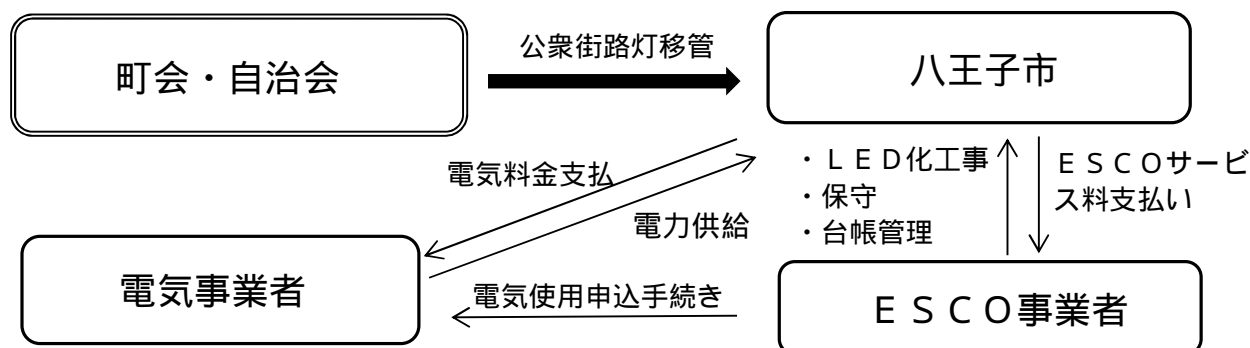 町会・自治会
公衆街路灯移管
八王子市
電気料金支払
電力供給
・ＬＥＤ化工事
・保守
・台帳管理
ＥＳＣＯサービ
ス料支払い
電気事業者
電気使用申込手続き
ＥＳＣＯ事業者